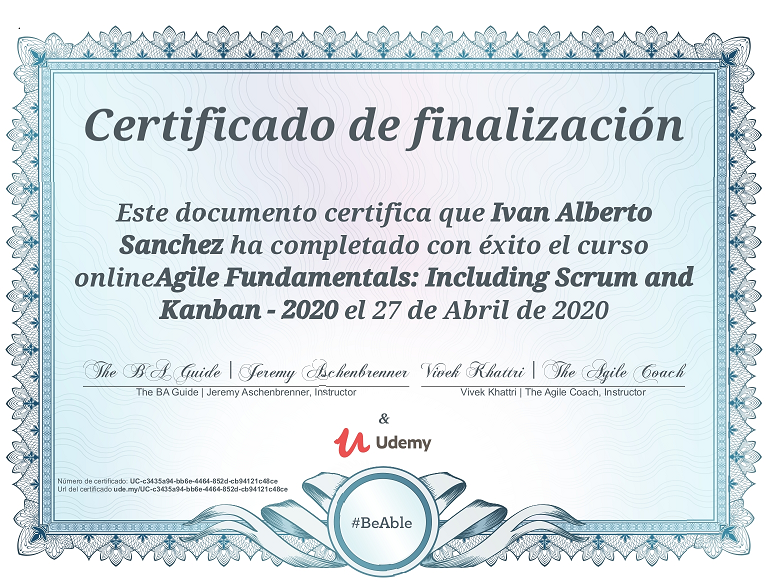 Certificado de finalización
Este documento certifica que Ivan Alberto
Sanchez ha completado con éxito el curso
onlineAgile Fundamentals: Including Scrum and
Kanban - 2020 el 27 de Abril de 2020
The BA Guide | Jeremy Aschenbrenner
The BA Guide | Jeremy Aschenbrenner, Instructor
Vivek Khattri | The Agile Coach
Vivek Khattri | The Agile Coach, Instructor
&
Udemy
Número de certificado: UC-c3435a94-bb6e-4464-852d-cb94121c48ce
Url del certificado ude.my/UC-c3435a94-bb6e-4464-852d-cb94121c48ce
#BeAble